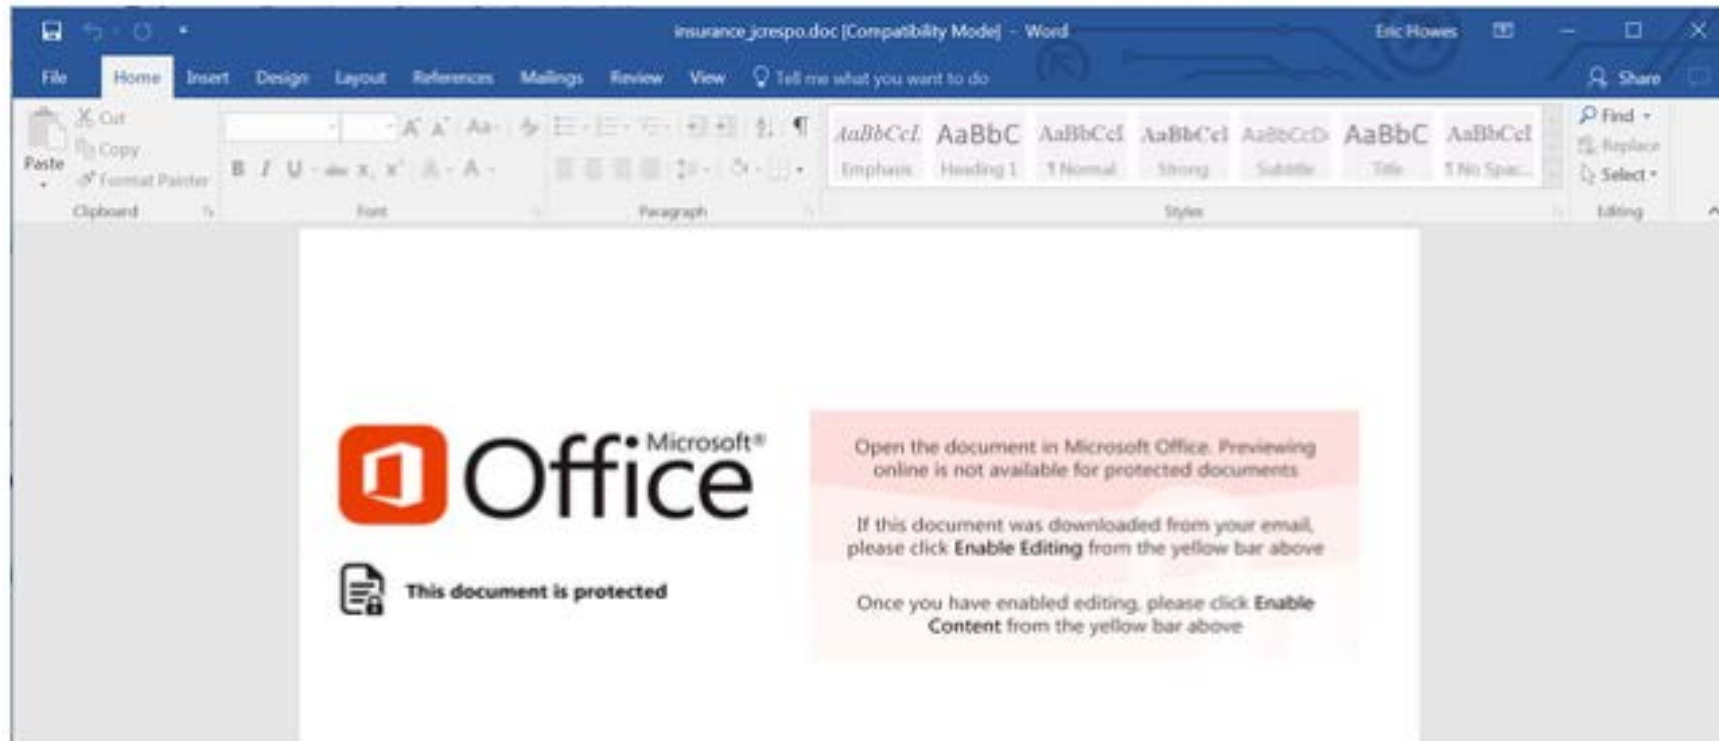 insurance_jcrespo.doc [Compatibility Mode] - Word
Eric Howes
File Home Insert Design Layout References Mailings Review View Tell me what you want to do Share
Paste
Cut
Copy
Format Painter
Clipboard
Aa
B I U abc X, X
A A
Font
Paragraph
AaBbCcI AaBbC AaBbCcI AaBbCcI AaBbCcD AaBbC AaBbCcI
Emphasis Heading 1 ¶ Normal Strong Subtitle Title ¶ No Spac...
Styles
Find
Replace
Select
Editing
Microsoft®
Office
This document is protected
Open the document in Microsoft Office. Previewing
online is not available for protected documents
If this document was downloaded from your email,
please click Enable Editing from the yellow bar above
Once you have enabled editing, please click Enable
Content from the yellow bar above